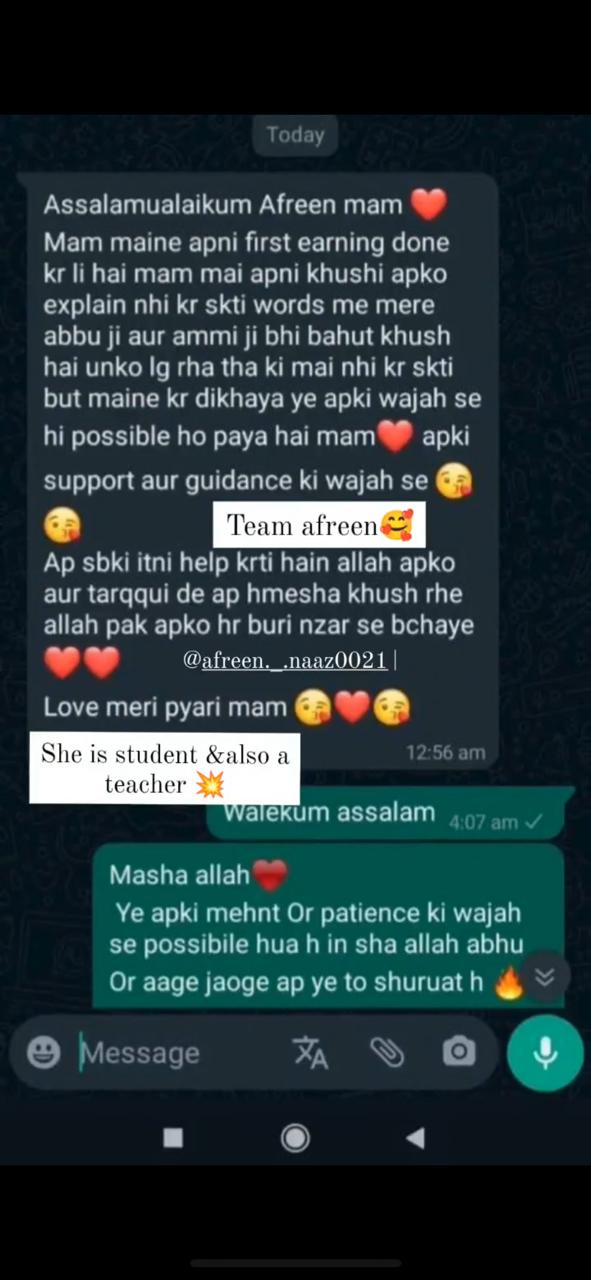 Today
Assalamualaikum Afreen mam ❤️
Mam maine apni first earning done
kr li hai mam mai apni khushi apko
explain nhi kr skti words me mere
abbu ji aur ammi ji bhi bahut khush
hai unko lg rha tha ki mai nhi kr skti
but maine kr dikhaya ye apki wajah se
hi possible ho paya hai mam❤️ apki
support aur guidance ki wajah se 😘
😘
Team afreen🥰
Ap sbki itni help krti hain allah apko
aur tarqqui de ap hmesha khush rhe
allah pak apko hr buri nzar se bchaye
❤️❤️
@afreen._.naaz0021|
Love meri pyari mam 😘❤️😘
12:56 am
She is student &also a
teacher 💥
Walekum assalam 4:07 am
Masha allah❤️
Ye apki mehnt Or patience ki wajah
se possibile hua h in sha allah abhu
Or aage jaoge ap ye to shuruat h 🔥
Message